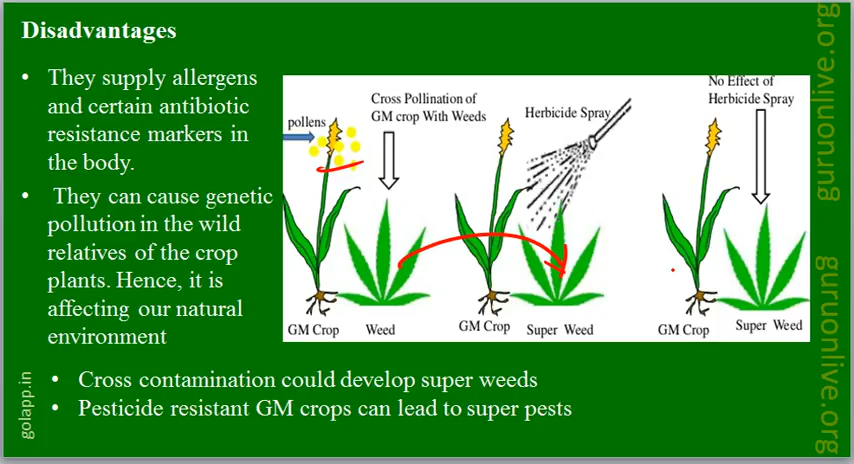 Disadvantages
• They supply allergens
and certain antibiotic
resistance markers in
the body.
• They can cause genetic
pollution in the wild
relatives of the crop
plants. Hence, it is
affecting our natural
environment
pollens
Cross Pollination of
GM crop With Weeds
Herbicide Spray
No Effect of
Herbicide Spray
GM Crop
Weed
GM Crop
Super Weed
GM Crop
Super Weed
• Cross contamination could develop super weeds
• Pesticide resistant GM crops can lead to super pests
golapp.in
guruonlive.org
guruonlive.org